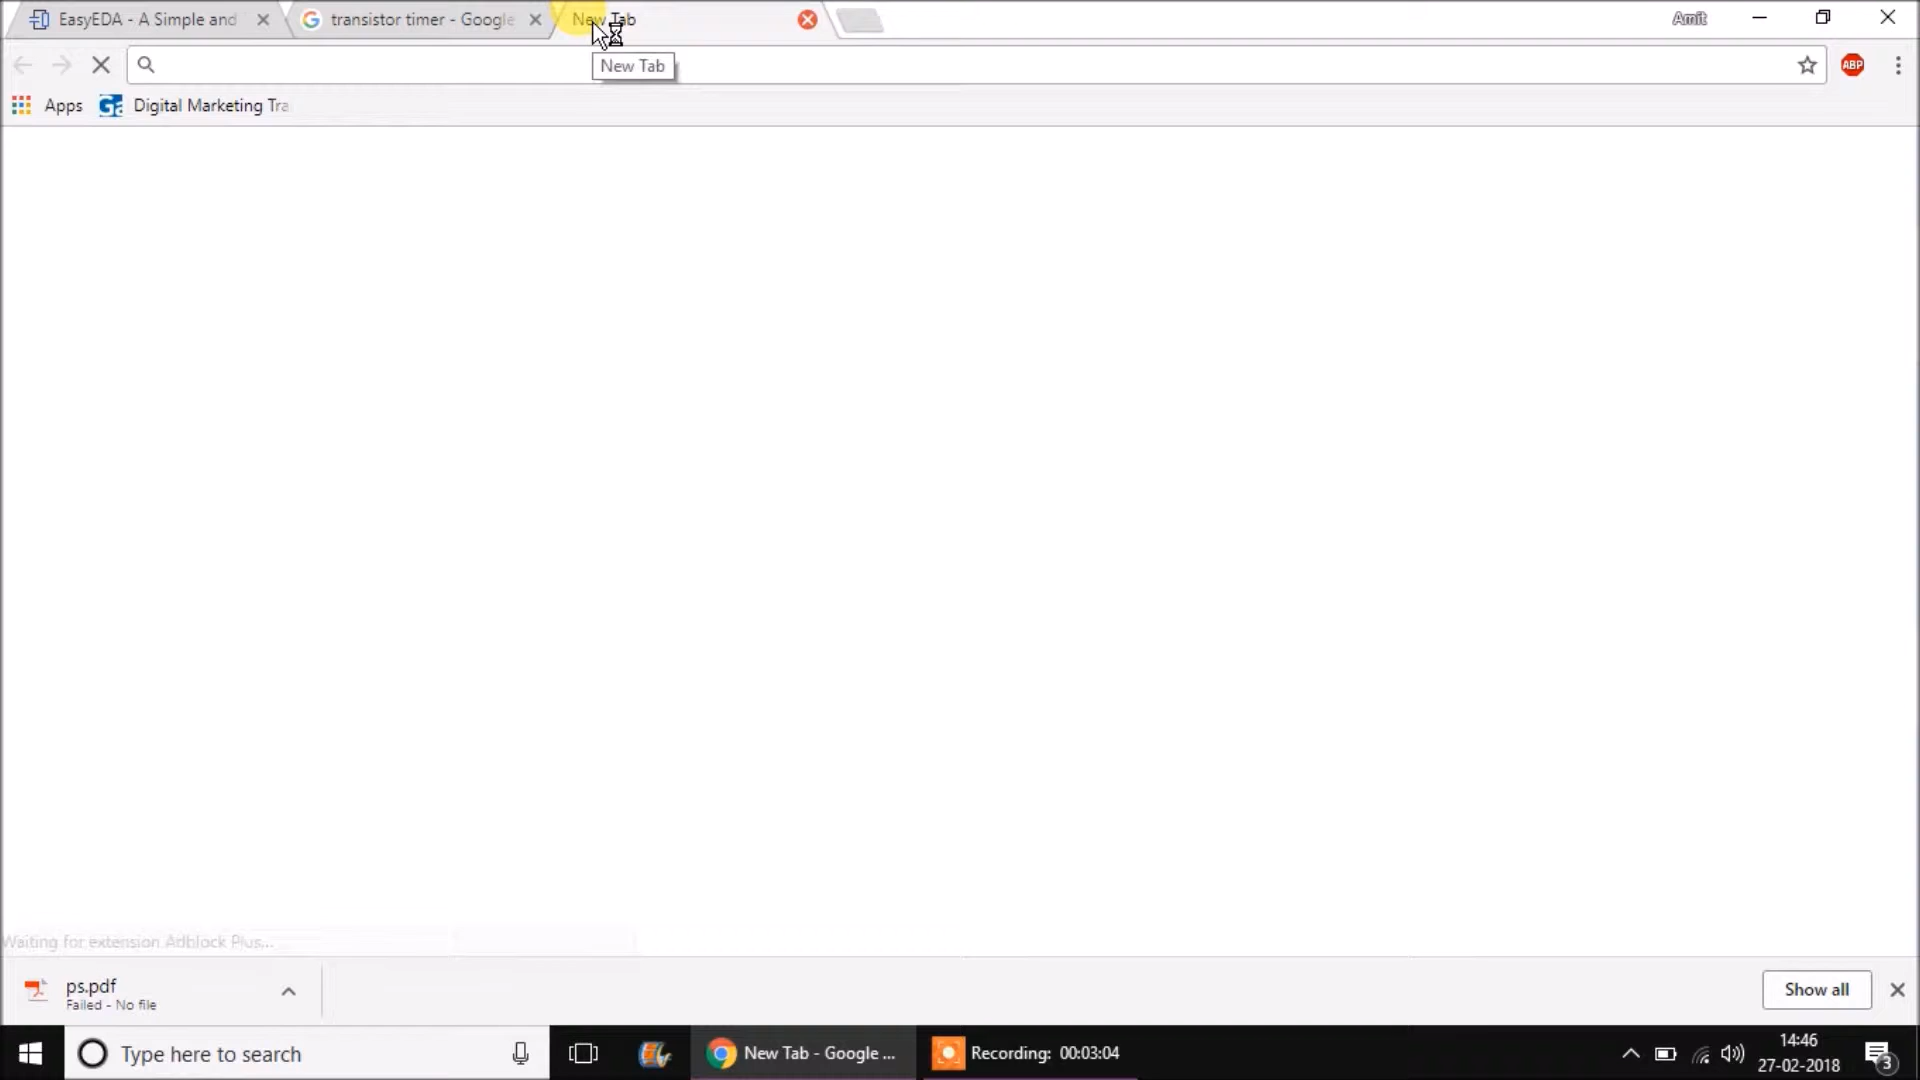 EasyEDA - A Simple and
transistor timer - Google
New Tab
Amit
New Tab
ABP
Apps
Digital Marketing Tra
Waiting for extension Adblock Plus...
ps.pdf
Failed - No file
Show all
Type here to search
New Tab - Google ...
Recording: 00:03:04
14:46
27-02-2018
3